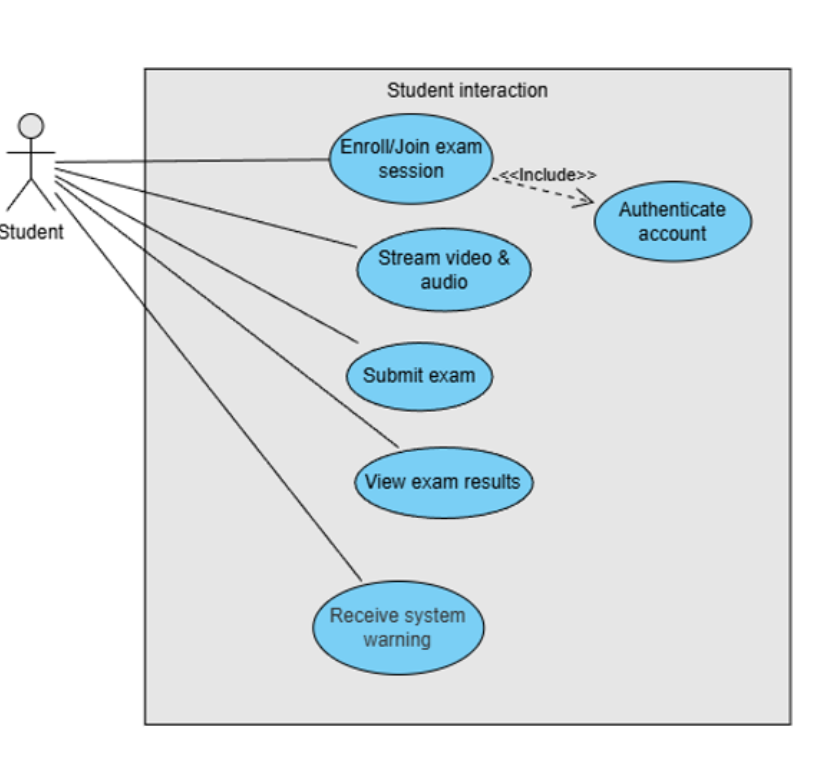 Student interaction
Enroll/Join exam
session
<<Include>>
Authenticate
account
Student
Stream video &
audio
Submit exam
View exam results
Receive system
warning